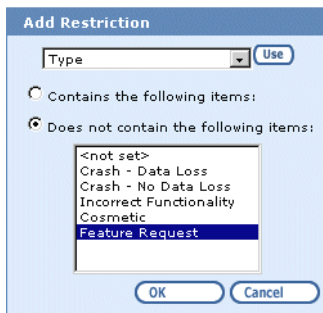 Add Restriction
Type Use
Contains the following items:
Does not contain the following items:
<not set>
Crash - Data Loss
Crash - No Data Loss
Incorrect Functionality
Cosmetic
Feature Request
OK Cancel